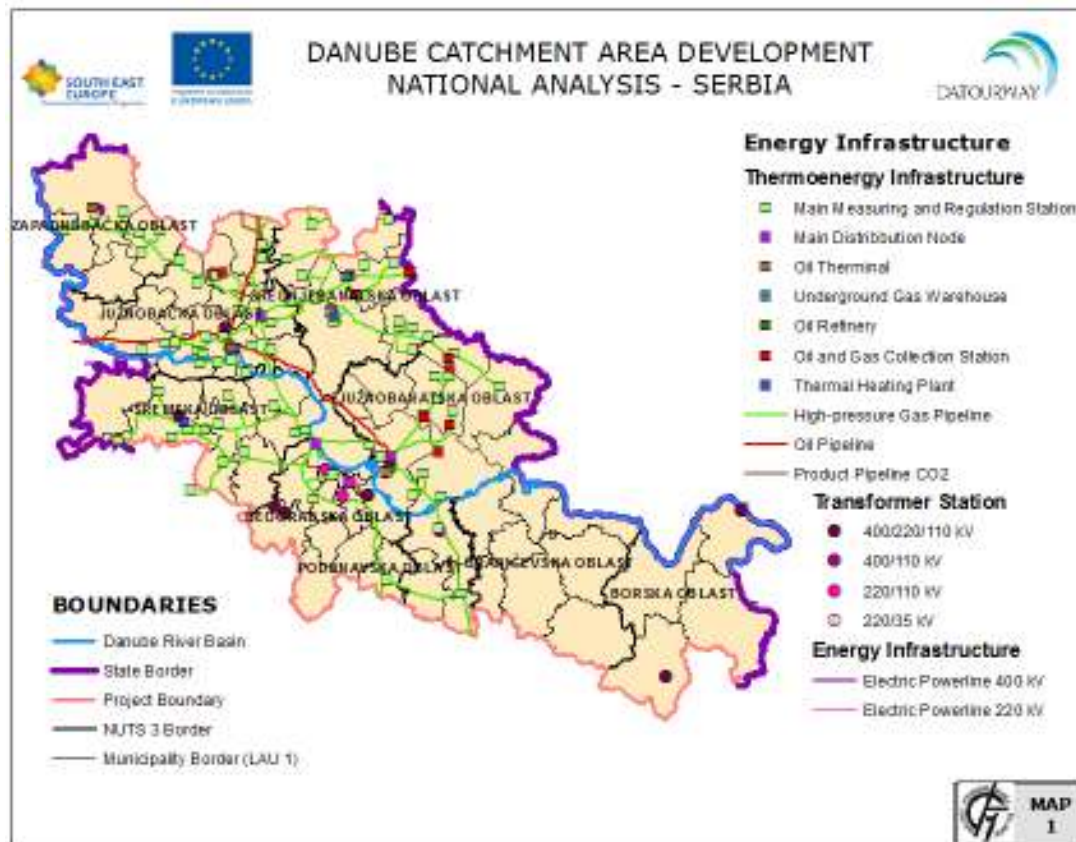 DANUBE CATCHMENT AREA DEVELOPMENT
NATIONAL ANALYSIS - SERBIA
SOUTH EAST
EUROPE
DATOURWAY
Energy Infrastructure
Thermoenergy Infrastructure
Main Measuring and Regulation Station
Main Distribbution Node
Oil Therminal
Underground Gas Warehouse
Oil Refinery
Oil and Gas Collection Station
Thermal Heating Plant
High-pressure Gas Pipeline
Oil Pipeline
Product Pipeline CO2
Transformer Station
400/220/110 kV
400/110 kV
220/110 kV
220/35 kV
Energy Infrastructure
Electric Powerline 400 kV
Electric Powerline 220 kV
ZAPADNOBAČKA OBLAST
JUŽNOBAČKA OBLAST
SREDNJEBANATSKA OBLAST
JUŽNOBANATSKA OBLAST
SREMSKA OBLAST
BEOGRADSKA OBLAST
PODUNAVSKA OBLAST
BRANIČEVSKA OBLAST
BORSKA OBLAST
BOUNDARIES
Danube River Basin
State Border
Project Boundary
NUTS 3 Border
Municipality Border (LAU 1)
MAP
1